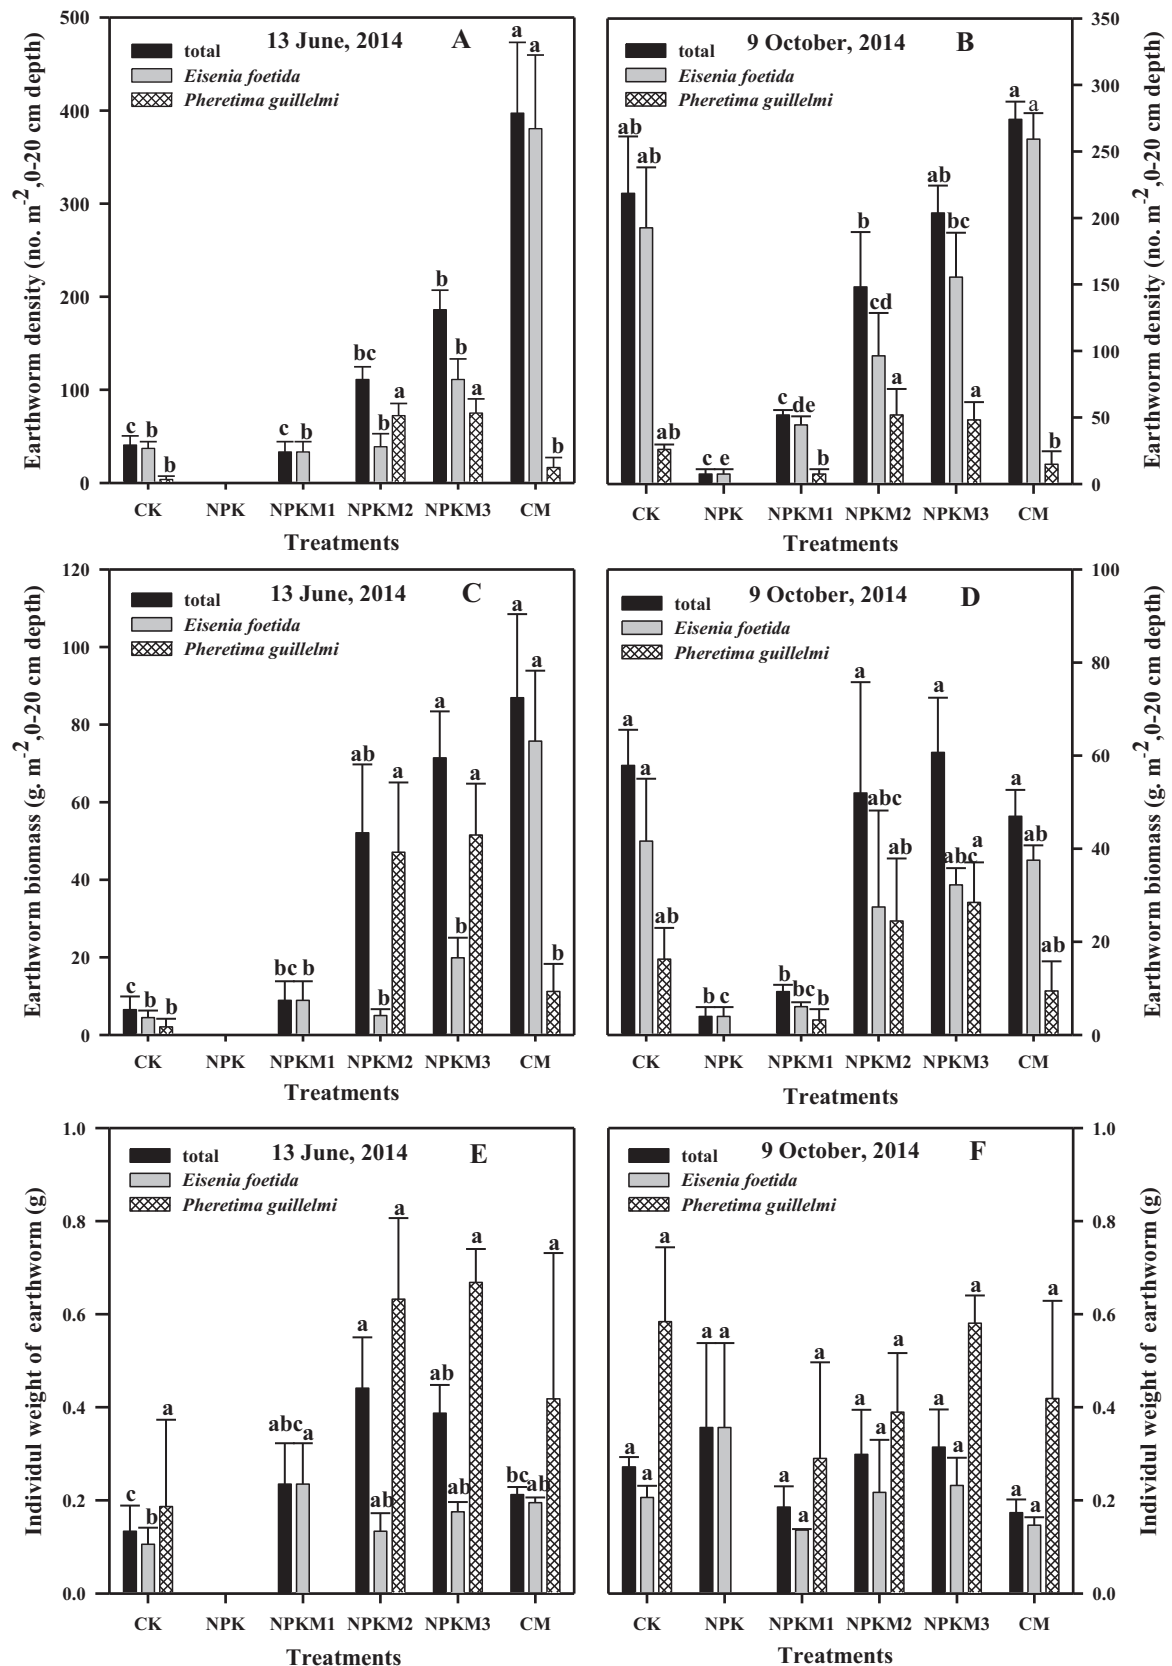 13 June, 2014 A
total
Eisenia foetida
Pheretima guillelmi
Earthworm density (no. m-2,0-20 cm depth)
500
400
300
200
100
0
c b b
c b
bc b a
b b a
a a b
CK NPK NPKM1 NPKM2 NPKM3 CM
Treatments
9 October, 2014 B
total
Eisenia foetida
Pheretima guillelmi
Earthworm density (no. m-2,0-20 cm depth)
350
300
250
200
150
100
50
0
ab ab ab
c e
c de b
b cd a
ab bc a
a a b
CK NPK NPKM1 NPKM2 NPKM3 CM
Treatments
13 June, 2014 C
total
Eisenia foetida
Pheretima guillelmi
Earthworm biomass (g. m-2,0-20 cm depth)
120
100
80
60
40
20
0
c b b
bc b
ab b a
a b a
a a b
CK NPK NPKM1 NPKM2 NPKM3 CM
Treatments
9 October, 2014 D
total
Eisenia foetida
Pheretima guillelmi
Earthworm biomass (g. m-2,0-20 cm depth)
100
80
60
40
20
0
a a ab
b c
b bc b
a abc ab
a abc a
a ab ab
CK NPK NPKM1 NPKM2 NPKM3 CM
Treatments
13 June, 2014 E
total
Eisenia foetida
Pheretima guillelmi
Individual weight of earthworm (g)
1.0
0.8
0.6
0.4
0.2
0.0
c b a
abc a
a ab a
ab ab a
bc ab a
CK NPK NPKM1 NPKM2 NPKM3 CM
Treatments
9 October, 2014 F
total
Eisenia foetida
Pheretima guillelmi
Individual weight of earthworm (g)
1.0
0.8
0.6
0.4
0.2
0.0
a a a
a a
a a a
a a a
a a a
a a a
CK NPK NPKM1 NPKM2 NPKM3 CM
Treatments